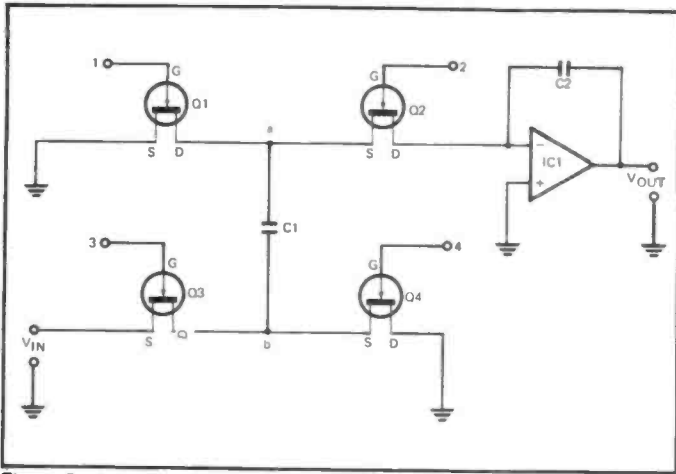 1 2
G G
Q1 Q2 C2
a
S D S D − IC1
+ VOUT
C1
3 4
G G
Q3 Q4
VIN S D b S D